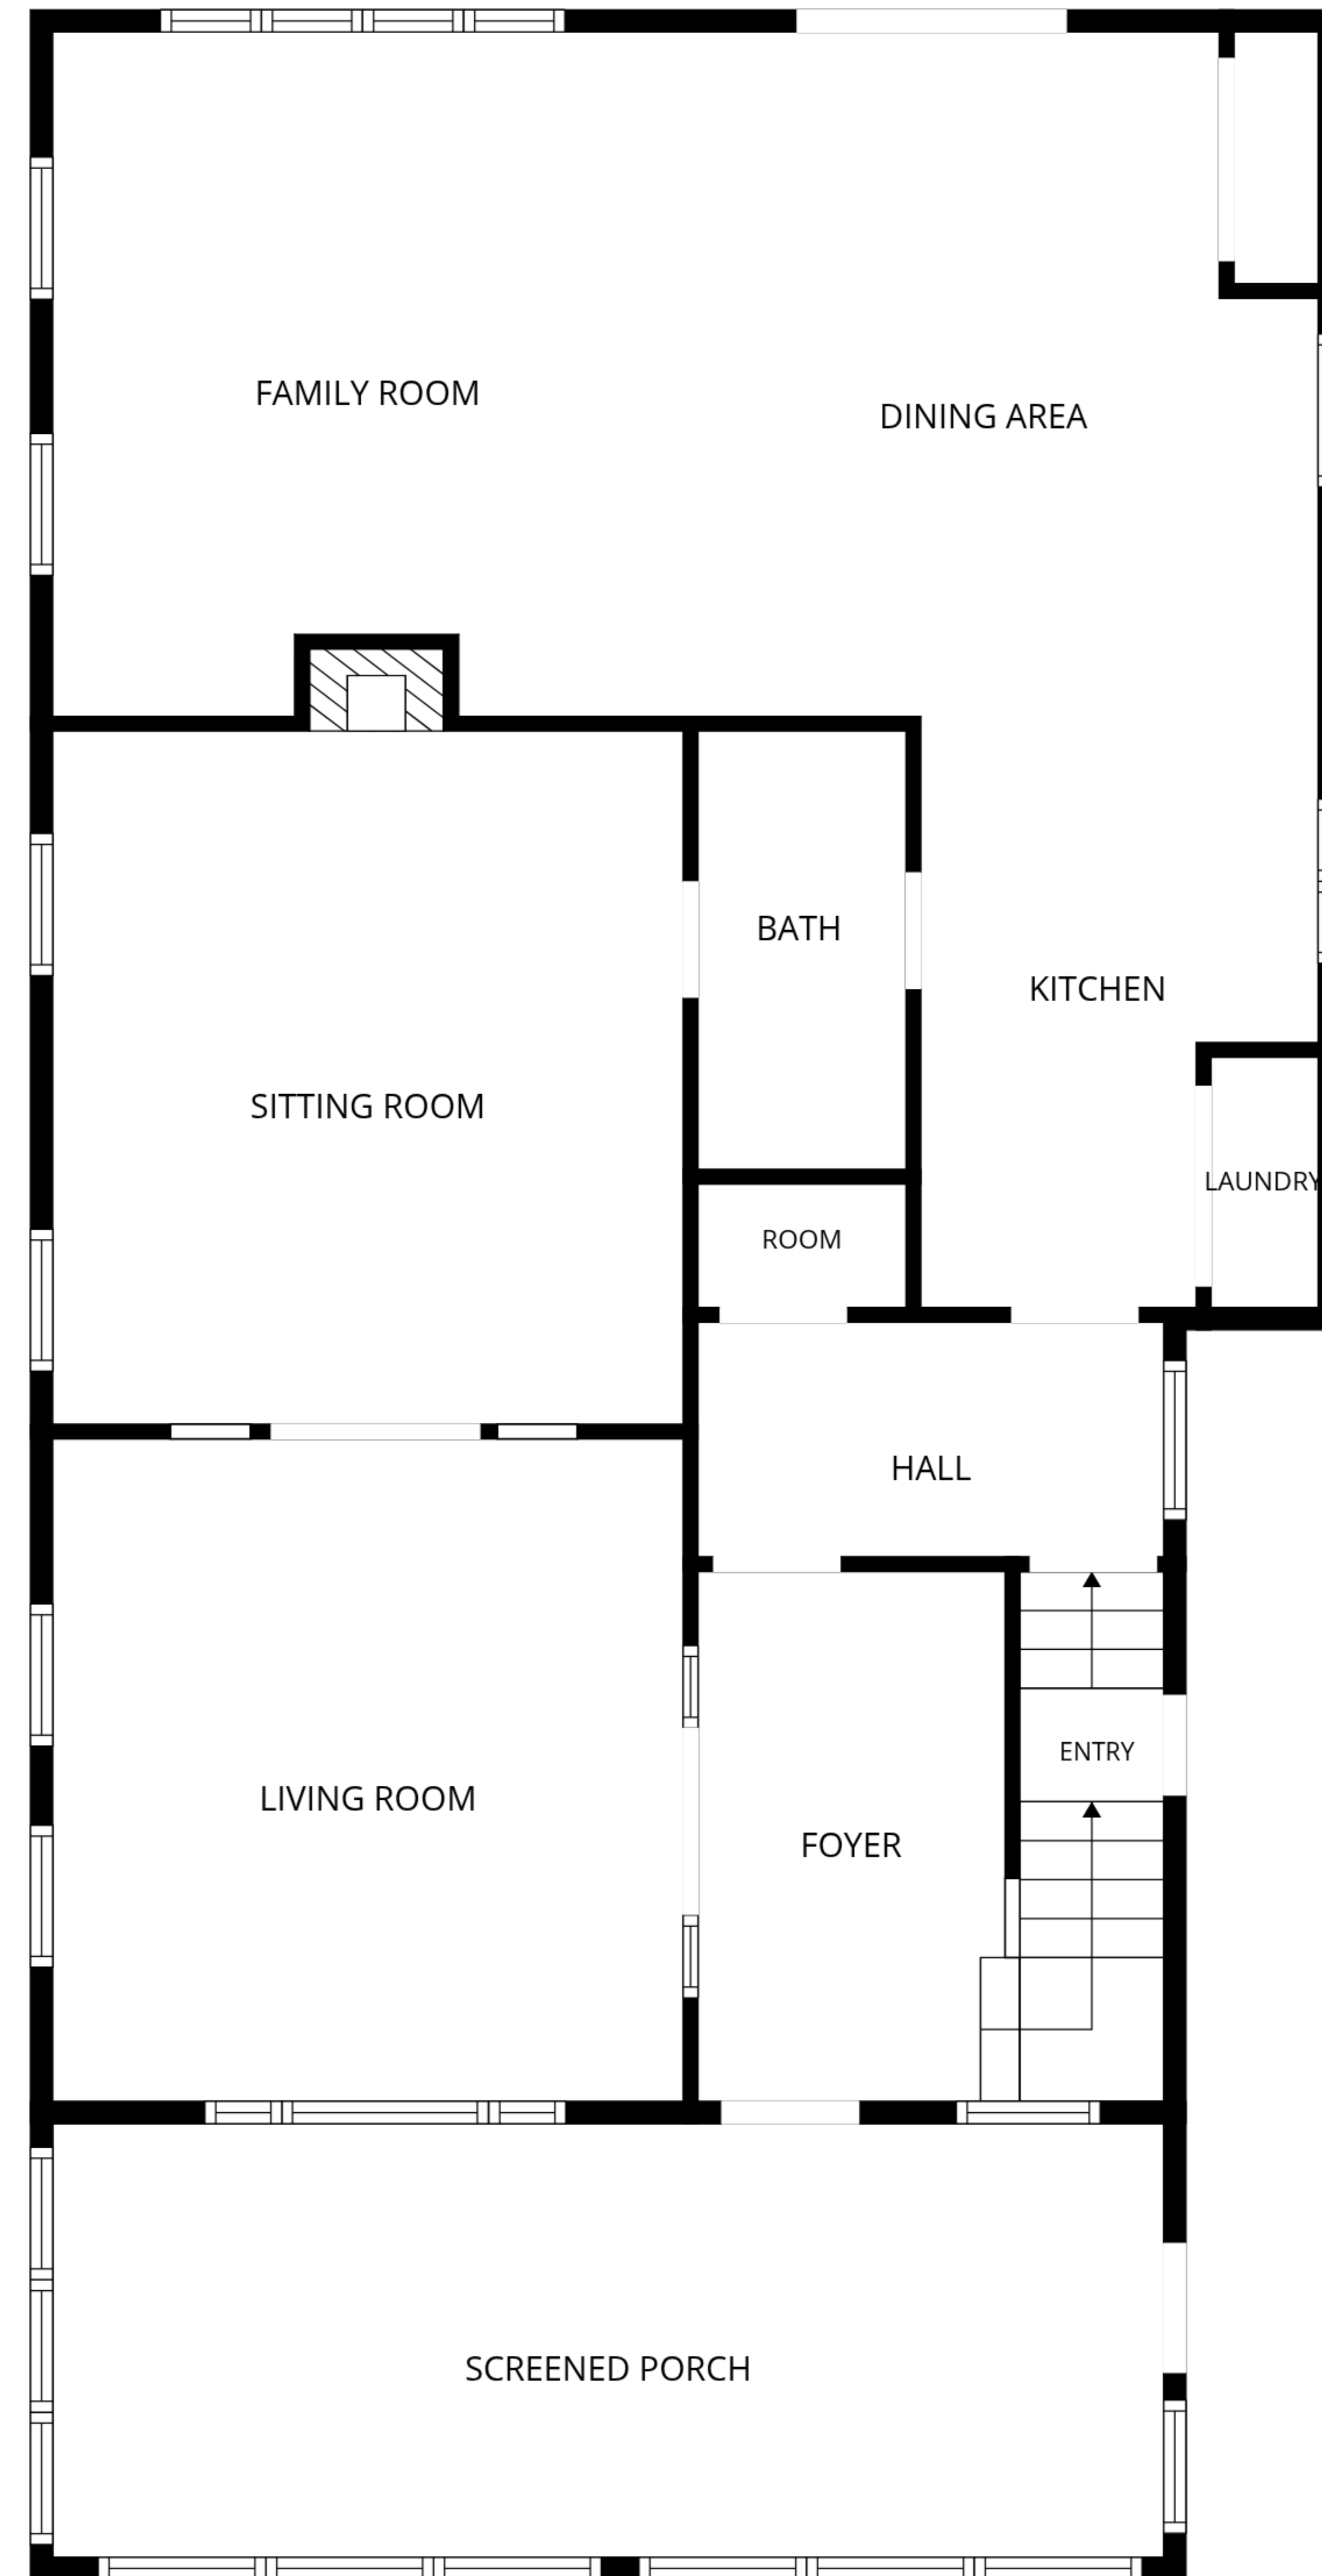 FAMILY ROOM
DINING AREA
BATH
KITCHEN
SITTING ROOM
LAUNDRY
ROOM
HALL
ENTRY
LIVING ROOM
FOYER
SCREENED PORCH